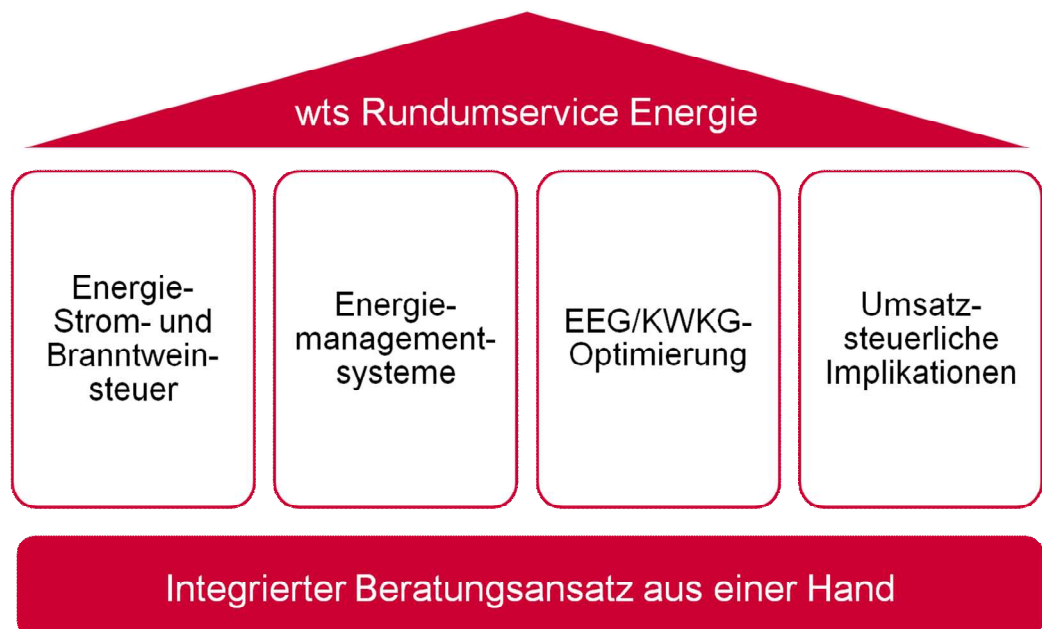 wts Rundumservice Energie
Energie-
Strom- und
Branntwein-
steuer
Energie-
management-
systeme
EEG/KWKG-
Optimierung
Umsatz-
steuerliche
Implikationen
Integrierter Beratungsansatz aus einer Hand